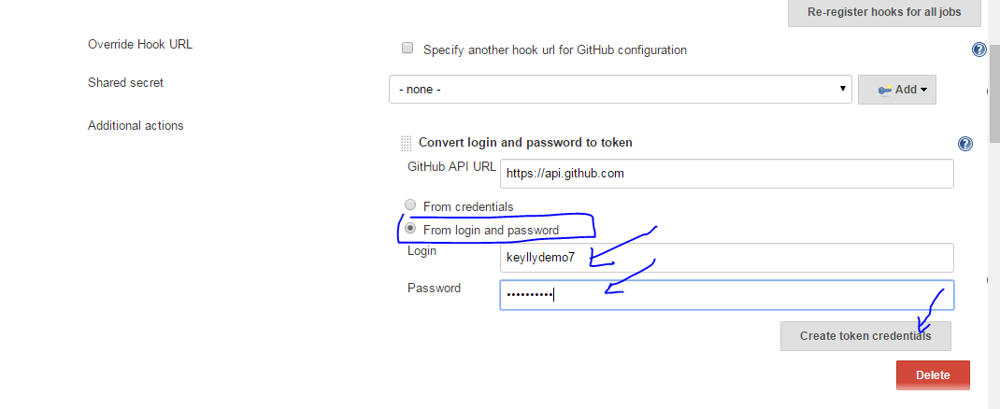 Re-register hooks for all jobs
Override Hook URL
Specify another hook url for GitHub configuration
Shared secret
- none -
Add
Additional actions
Convert login and password to token
GitHub API URL
https://api.github.com
From credentials
From login and password
Login
keyllydemo7
Password
••••••••••
Create token credentials
Delete